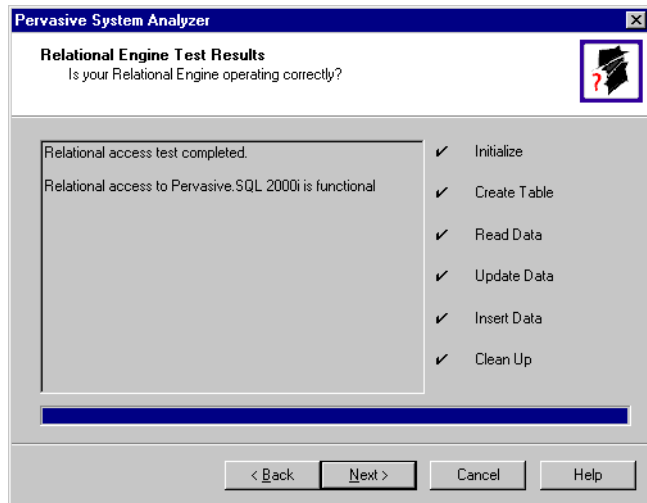 Pervasive System Analyzer
Relational Engine Test Results
Is your Relational Engine operating correctly?
?
Relational access test completed.
Relational access to Pervasive.SQL 2000i is functional
Initialize
Create Table
Read Data
Update Data
Insert Data
Clean Up
< Back
Next >
Cancel
Help